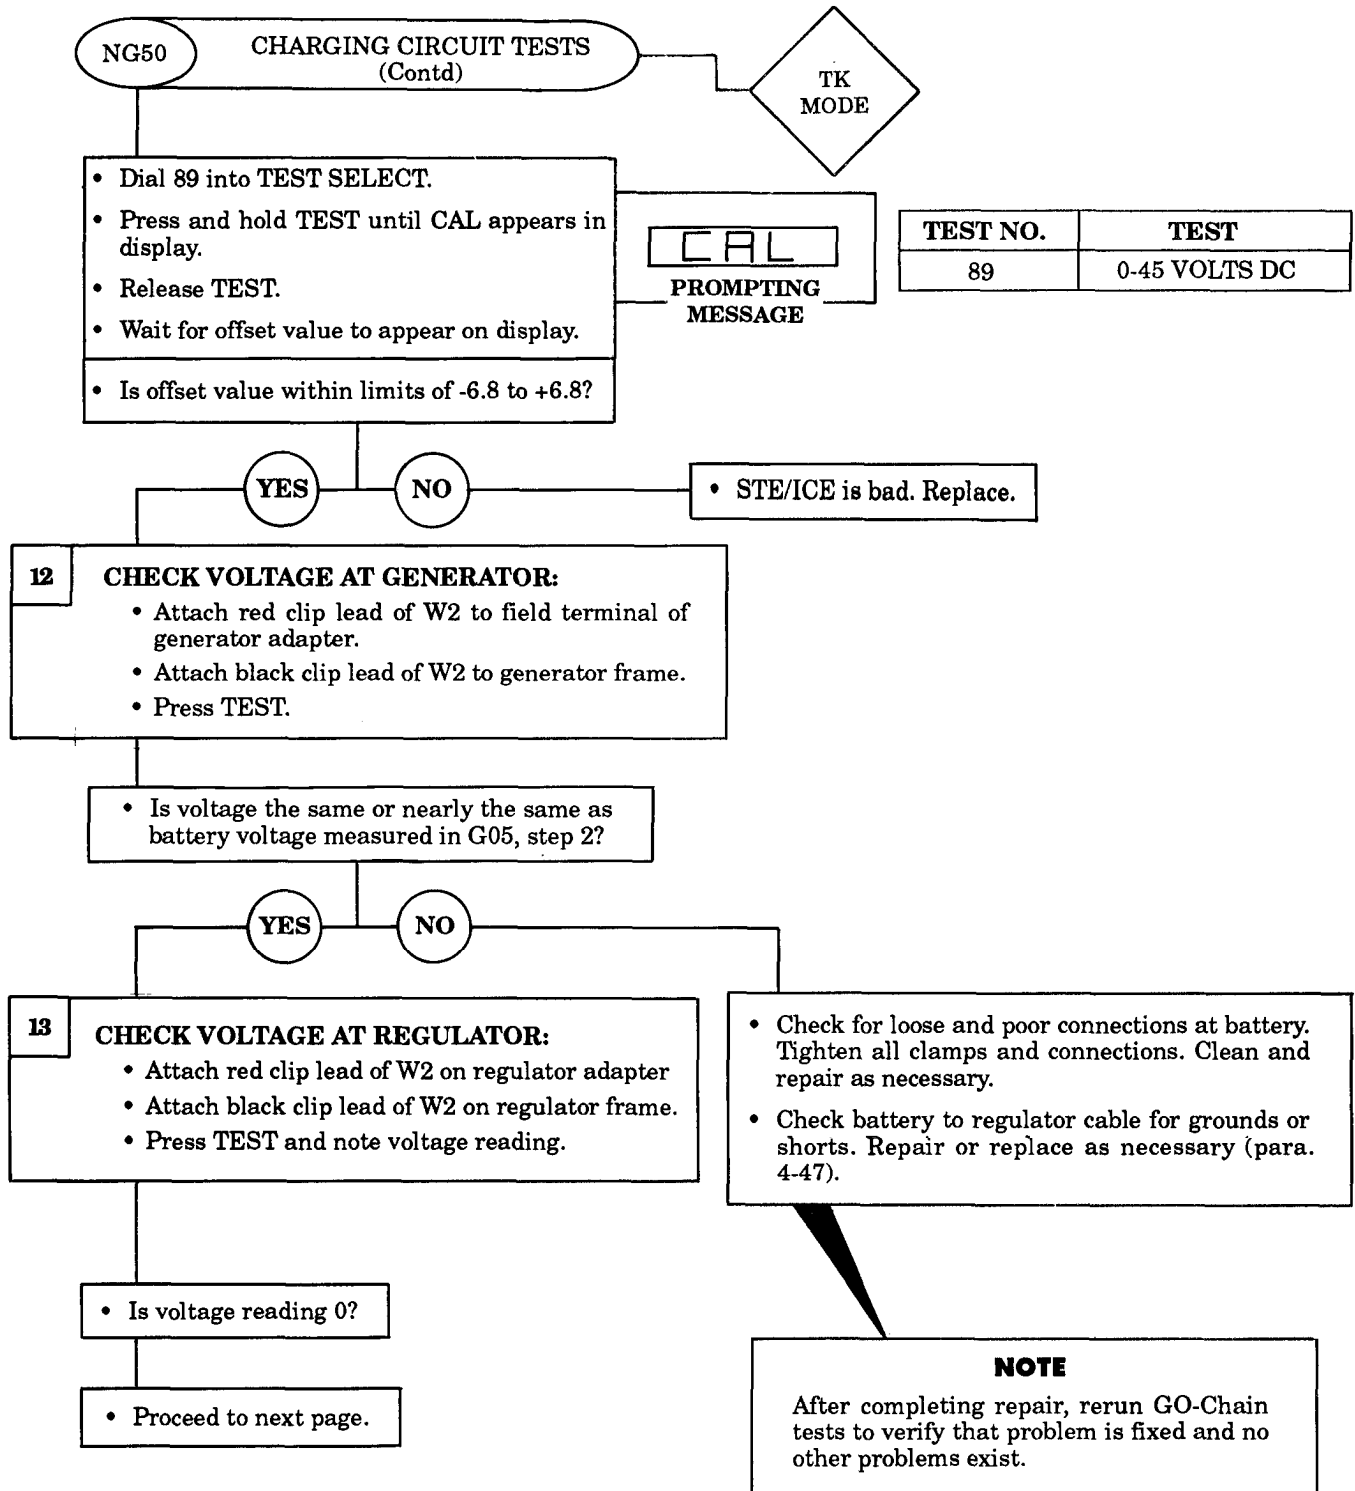 NG50
CHARGING CIRCUIT TESTS
(Contd)
TK
MODE
• Dial 89 into TEST SELECT.
• Press and hold TEST until CAL appears in
display.
• Release TEST.
• Wait for offset value to appear on display.
• Is offset value within limits of -6.8 to +6.8?
CAL
PROMPTING
MESSAGE
TEST NO. TEST
89 0-45 VOLTS DC
YES
NO
• STE/ICE is bad. Replace.
12
CHECK VOLTAGE AT GENERATOR:
• Attach red clip lead of W2 to field terminal of
generator adapter.
• Attach black clip lead of W2 to generator frame.
• Press TEST.
• Is voltage the same or nearly the same as
battery voltage measured in G05, step 2?
YES
NO
13
CHECK VOLTAGE AT REGULATOR:
• Attach red clip lead of W2 on regulator adapter
• Attach black clip lead of W2 on regulator frame.
• Press TEST and note voltage reading.
• Check for loose and poor connections at battery.
Tighten all clamps and connections. Clean and
repair as necessary.
• Check battery to regulator cable for grounds or
shorts. Repair or replace as necessary (para.
4-47).
• Is voltage reading 0?
• Proceed to next page.
NOTE
After completing repair, rerun GO-Chain
tests to verify that problem is fixed and no
other problems exist.